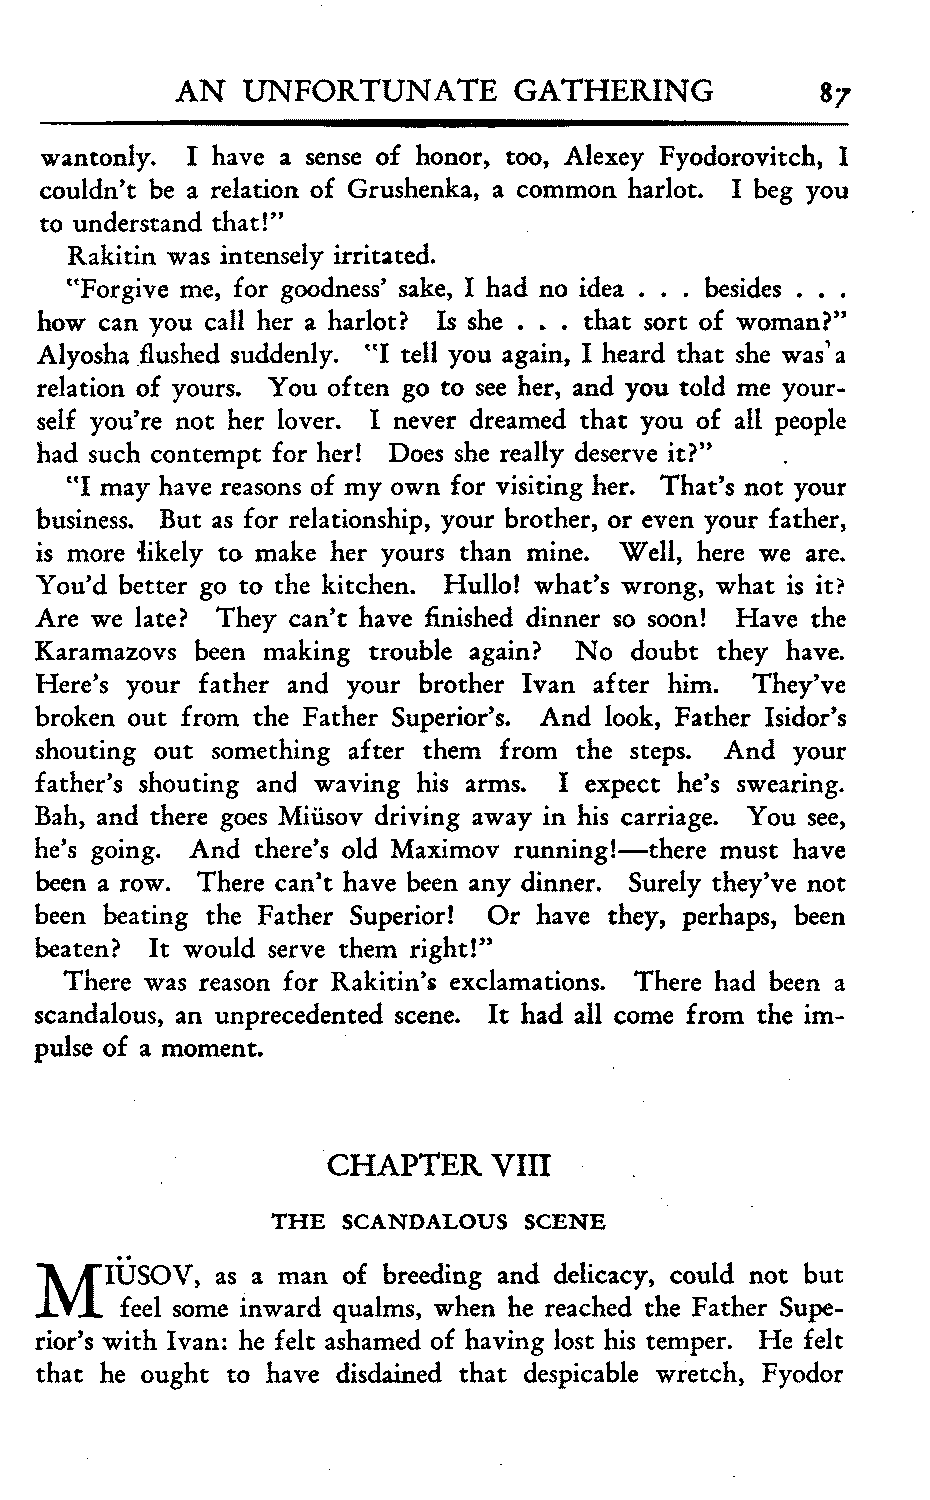 AN UNFORTUNATE GATHERING 87
wantonly. I have a sense of honor, too, Alexey Fyodorovitch, I
couldn't be a relation of Grushenka, a common harlot. I beg you
to understand that!"
Rakitin was intensely irritated.
"Forgive me, for goodness' sake, I had no idea . . . besides . . .
how can you call her a harlot? Is she . . . that sort of woman?"
Alyosha flushed suddenly. "I tell you again, I heard that she was a
relation of yours. You often go to see her, and you told me your-
self you're not her lover. I never dreamed that you of all people
had such contempt for her! Does she really deserve it?"
"I may have reasons of my own for visiting her. That's not your
business. But as for relationship, your brother, or even your father,
is more likely to make her yours than mine. Well, here we are.
You'd better go to the kitchen. Hullo! what's wrong, what is it?
Are we late? They can't have finished dinner so soon! Have the
Karamazovs been making trouble again? No doubt they have.
Here's your father and your brother Ivan after him. They've
broken out from the Father Superior's. And look, Father Isidor's
shouting out something after them from the steps. And your
father's shouting and waving his arms. I expect he's swearing.
Bah, and there goes Miüsov driving away in his carriage. You see,
he's going. And there's old Maximov running!—there must have
been a row. There can't have been any dinner. Surely they've not
been beating the Father Superior! Or have they, perhaps, been
beaten? It would serve them right!"
There was reason for Rakitin's exclamations. There had been a
scandalous, an unprecedented scene. It had all come from the im-
pulse of a moment.
CHAPTER VIII
THE SCANDALOUS SCENE
MIÜSOV, as a man of breeding and delicacy, could not but
feel some inward qualms, when he reached the Father Supe-
rior's with Ivan: he felt ashamed of having lost his temper. He felt
that he ought to have disdained that despicable wretch, Fyodor